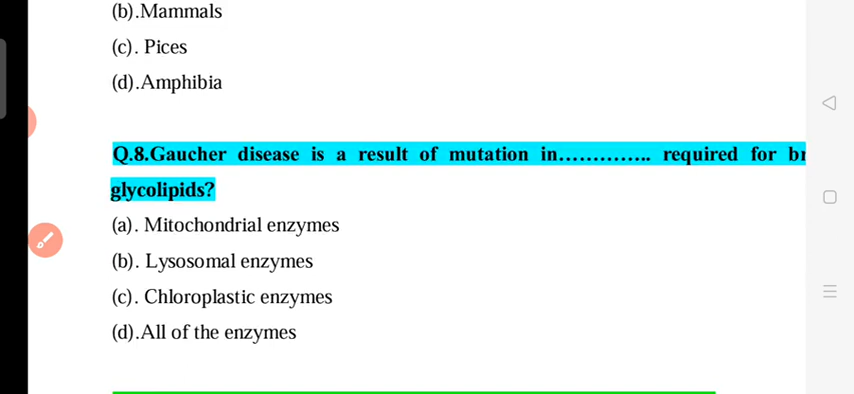 (b).Mammals
(c). Pices
(d).Amphibia
Q.8.Gaucher disease is a result of mutation in………….. required for
glycolipids?
(a). Mitochondrial enzymes
(b). Lysosomal enzymes
(c). Chloroplastic enzymes
(d).All of the enzymes